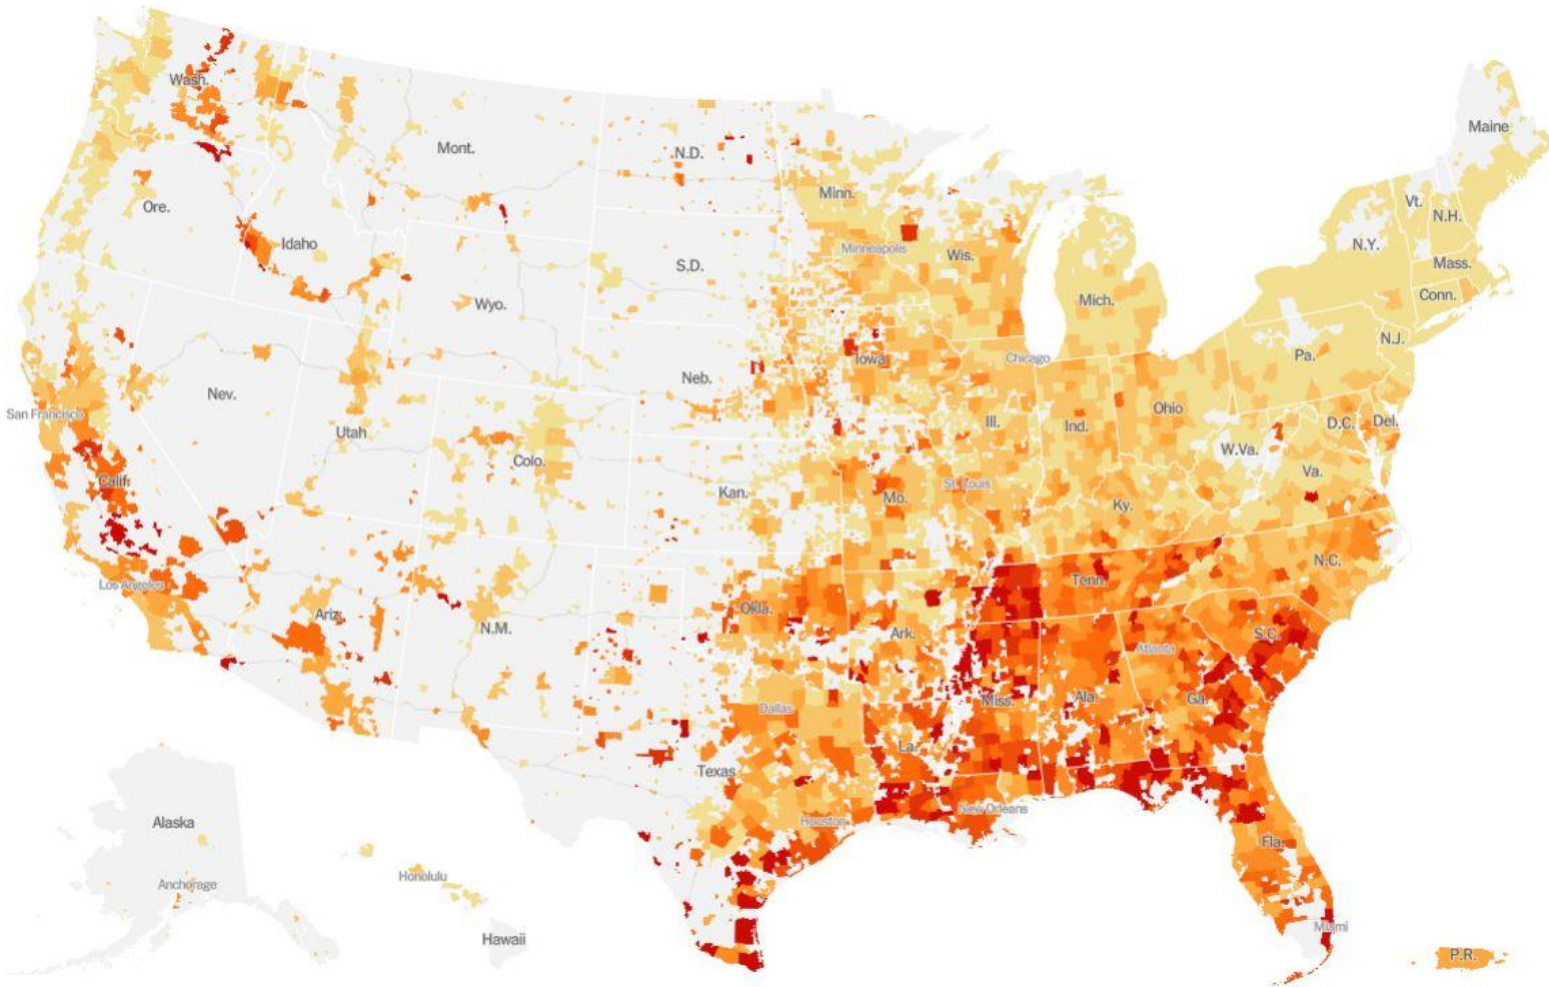 Maine
Wash.
Mont.
N.D.
Minn.
Vt.
N.H.
Ore.
Idaho
Minneapolis
Wis.
N.Y.
Mass.
S.D.
Mich.
Conn.
Wyo.
N.J.
Iowa
Chicago
Pa.
Neb.
Nev.
San Francisco
Utah
Ohio
Ill.
Ind.
D.C.
Del.
W.Va.
Colo.
Va.
Calif.
Kan.
Mo.
St. Louis
Ky.
N.C.
Los Angeles
Tenn.
Ariz.
N.M.
Okla.
Ark.
S.C.
Atlanta
Dallas
Miss.
Ala.
Ga.
La.
Texas
Houston
New Orleans
Alaska
Fla.
Anchorage
Honolulu
Hawaii
Miami
P.R.